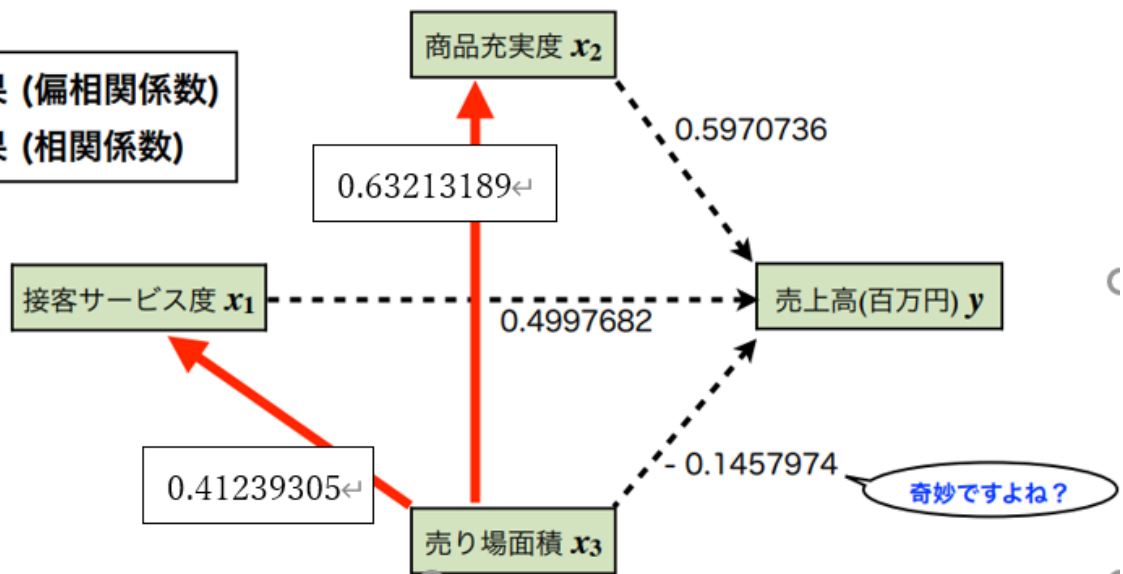 商品充実度 x2
(偏相関係数)
(相関係数)
0.5970736
0.63213189↵
接客サービス度 x1
売上高(百万円) y
0.4997682
0.41239305↵
- 0.1457974
奇妙ですよね？
売り場面積 x3